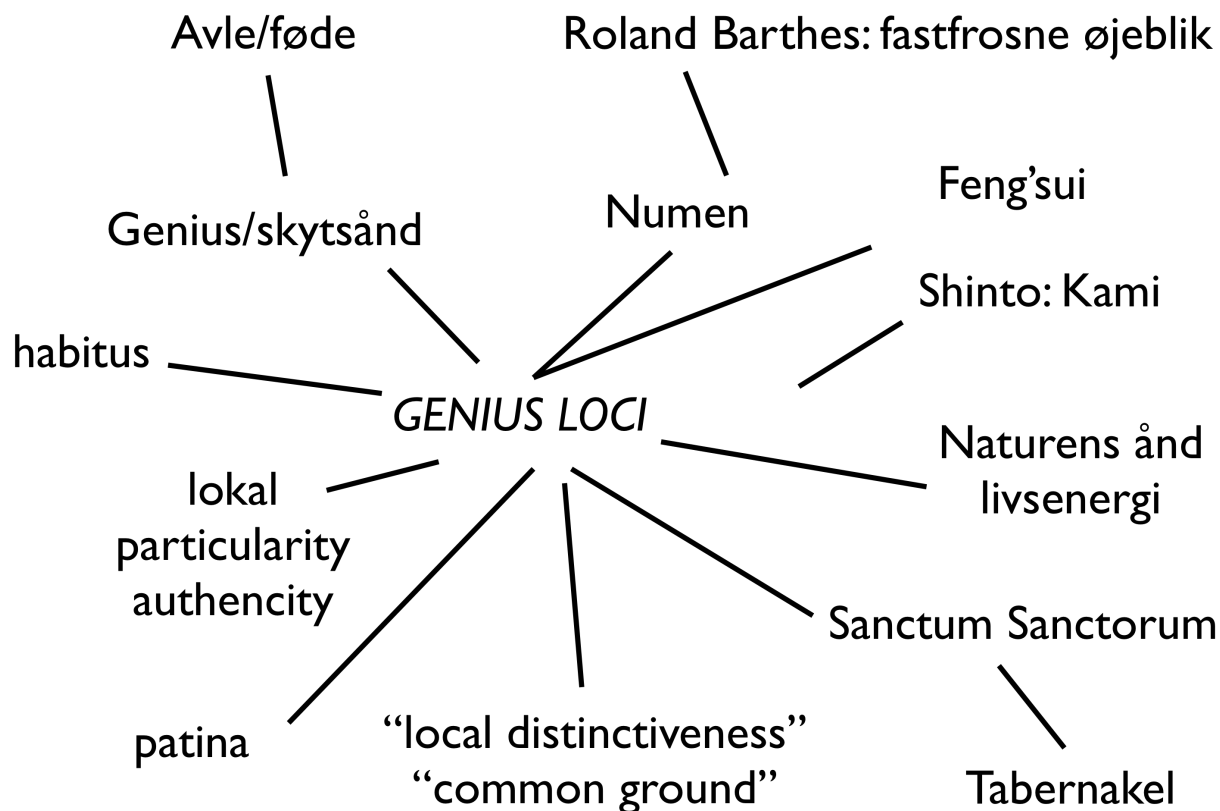 Avle/føde
Roland Barthes: fastfrosne øjeblik
Feng’sui
Numen
Genius/skytsånd
Shinto: Kami
habitus
GENIUS LOCI
Naturens ånd
livsenergi
lokal
particularity
authencity
Sanctum Sanctorum
patina
“local distinctiveness”
“common ground”
Tabernakel